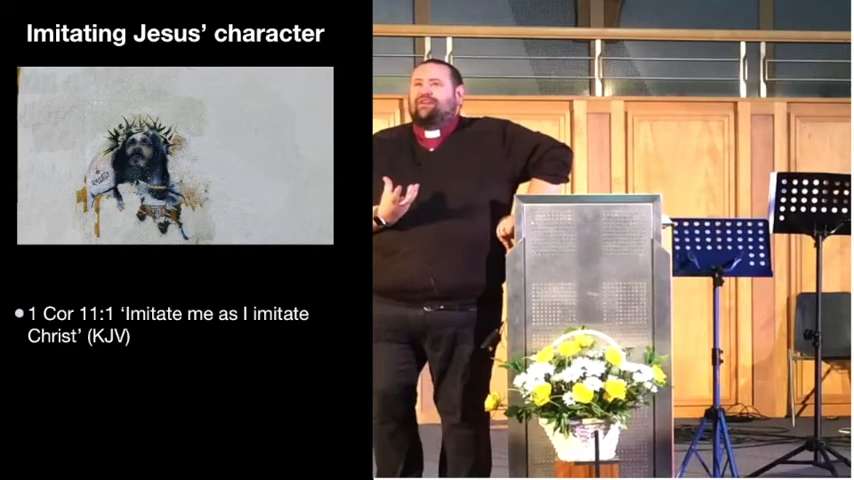 Imitating Jesus’ character
1 Cor 11:1 ‘Imitate me as I imitate
Christ’ (KJV)